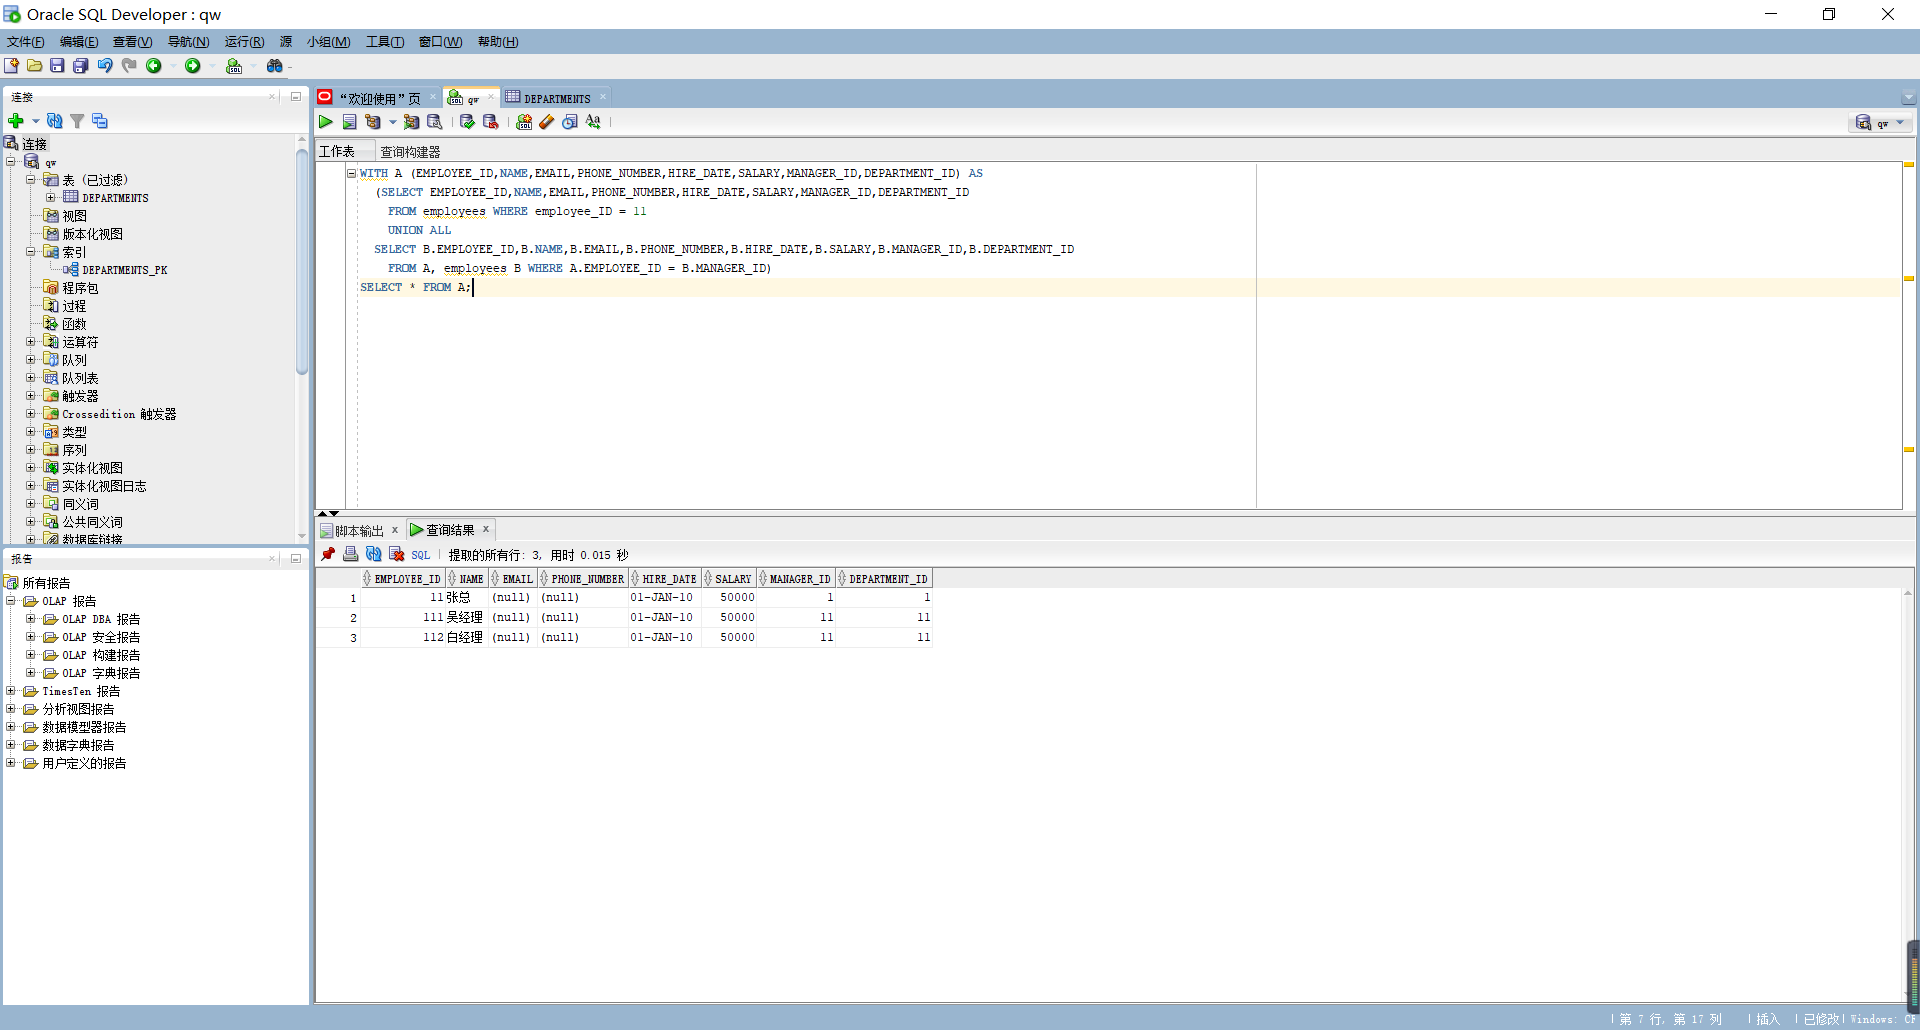 Oracle SQL Developer : qw
文件(F) 编辑(E) 查看(V) 导航(N) 运行(R) 源 小组(M) 工具(T) 窗口(W) 帮助(H)
连接
连接
qw
表 (已过滤)
DEPARTMENTS
视图
版本化视图
索引
DEPARTMENTS_PK
程序包
过程
函数
运算符
队列
队列表
触发器
Crossedition 触发器
类型
序列
实体化视图
实体化视图日志
同义词
公共同义词
数据库链接
报告
所有报告
OLAP 报告
OLAP DBA 报告
OLAP 安全报告
OLAP 构建报告
OLAP 字典报告
TimesTen 报告
分析视图报告
数据模型器报告
数据字典报告
用户定义的报告
“欢迎使用”页 qw DEPARTMENTS
qw
工作表 查询构建器
WITH A (EMPLOYEE_ID,NAME,EMAIL,PHONE_NUMBER,HIRE_DATE,SALARY,MANAGER_ID,DEPARTMENT_ID) AS
(SELECT EMPLOYEE_ID,NAME,EMAIL,PHONE_NUMBER,HIRE_DATE,SALARY,MANAGER_ID,DEPARTMENT_ID
FROM employees WHERE employee_ID = 11
UNION ALL
SELECT B.EMPLOYEE_ID,B.NAME,B.EMAIL,B.PHONE_NUMBER,B.HIRE_DATE,B.SALARY,B.MANAGER_ID,B.DEPARTMENT_ID
FROM A, employees B WHERE A.EMPLOYEE_ID = B.MANAGER_ID)
SELECT * FROM A;
脚本输出 x 查询结果 x
SQL | 提取的所有行: 3, 用时 0.015 秒
EMPLOYEE_ID NAME EMAIL PHONE_NUMBER HIRE_DATE SALARY MANAGER_ID DEPARTMENT_ID
1 11 张总 (null) (null) 01-JAN-10 50000 1 1
2 111 吴经理 (null) (null) 01-JAN-10 50000 11 11
3 112 白经理 (null) (null) 01-JAN-10 50000 11 11
| 第 7 行, 第 17 列 | 插入 | 已修改 | Windows: CF